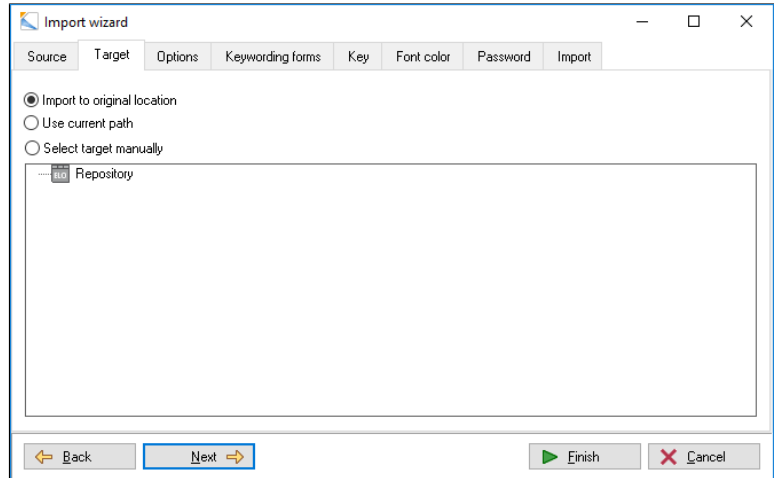 Import wizard
Source Target Options Keywording forms Key Font color Password Import
Import to original location
Use current path
Select target manually
ELO Repository
Back Next Finish Cancel